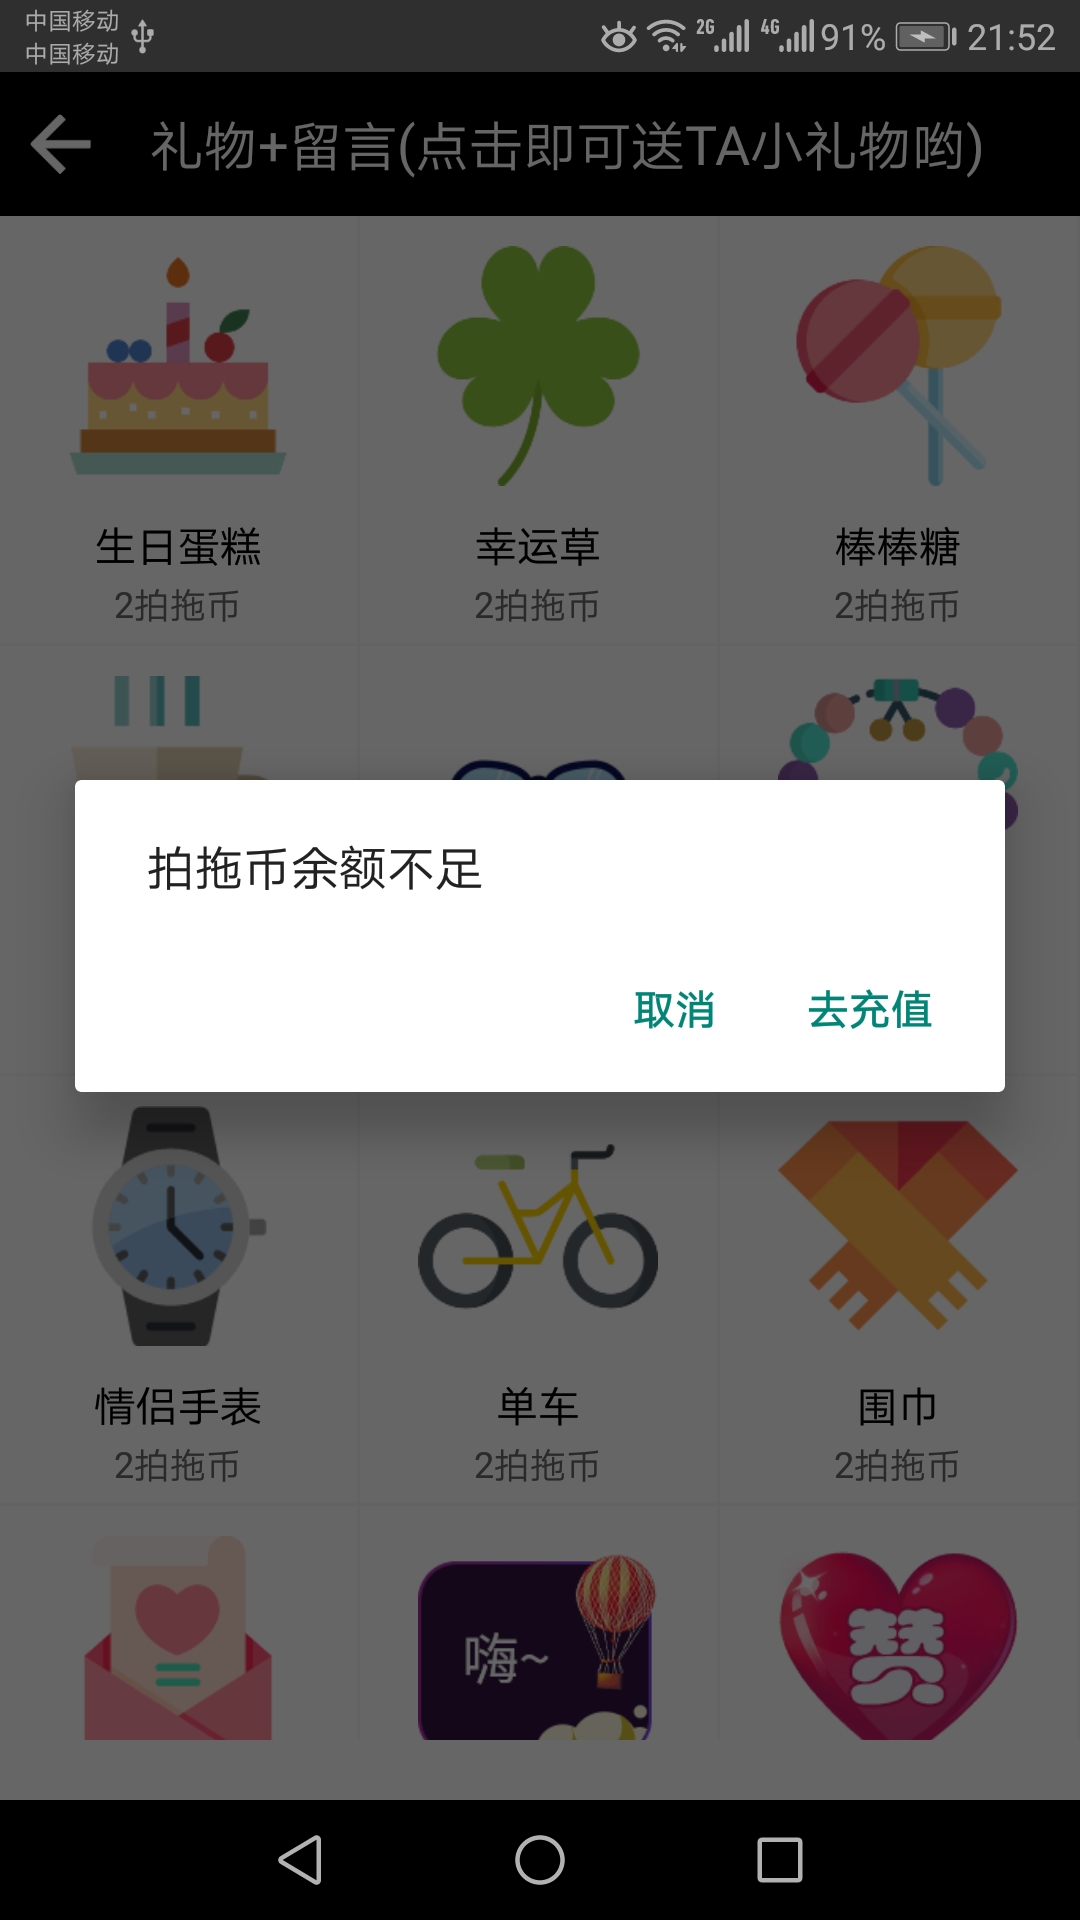 中国移动
中国移动
2G
4G
91%
21:52
礼物+留言(点击即可送TA小礼物哟)
生日蛋糕
幸运草
棒棒糖
2拍拖币
2拍拖币
2拍拖币
拍拖币余额不足
取消
去充值
情侣手表
单车
围巾
2拍拖币
2拍拖币
2拍拖币
嗨~
赞